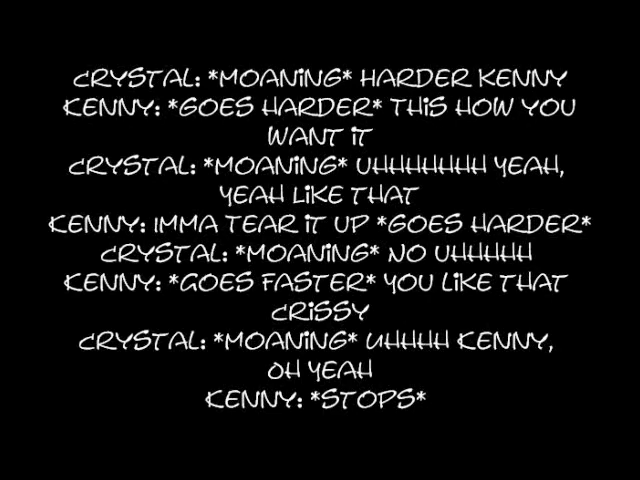 CRYSTAL: *MOANiNG* HARDER KENNY
KENNY: *GOES HARDER* THiS HOW YOU
WANT iT
CRYSTAL: *MOANiNG* UHHHHHHH YEAH,
YEAH LiKE THAT
KENNY: IMMA TEAR iT UP *GOES HARDER*
CRYSTAL: *MOANiNG* NO UHHHHH
KENNY: *GOES FASTER* YOU LiKE THAT
CRiSSY
CRYSTAL: *MOANiNG* UHHHH KENNY,
OH YEAH
KENNY: *STOPS*